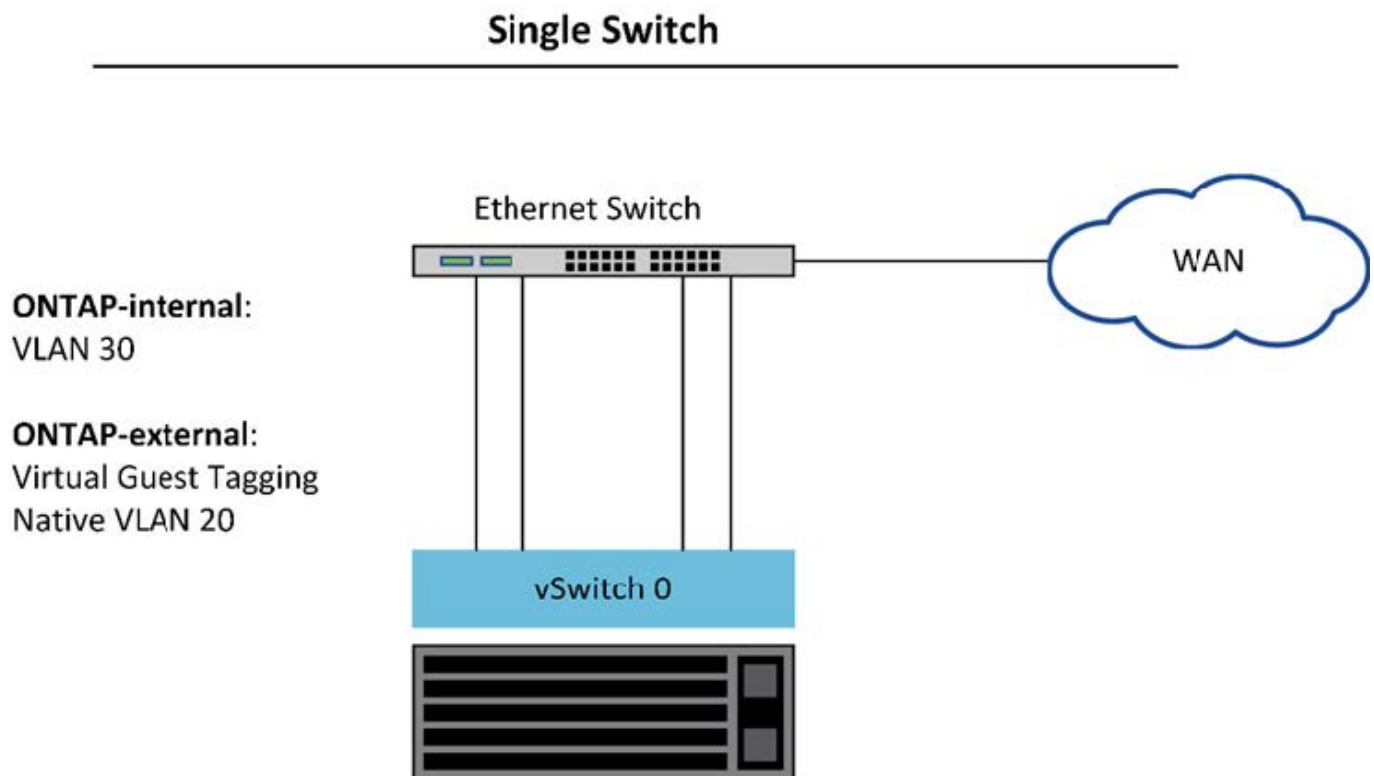 Single Switch
Ethernet Switch
WAN
ONTAP-internal:
VLAN 30
ONTAP-external:
Virtual Guest Tagging
Native VLAN 20
vSwitch 0